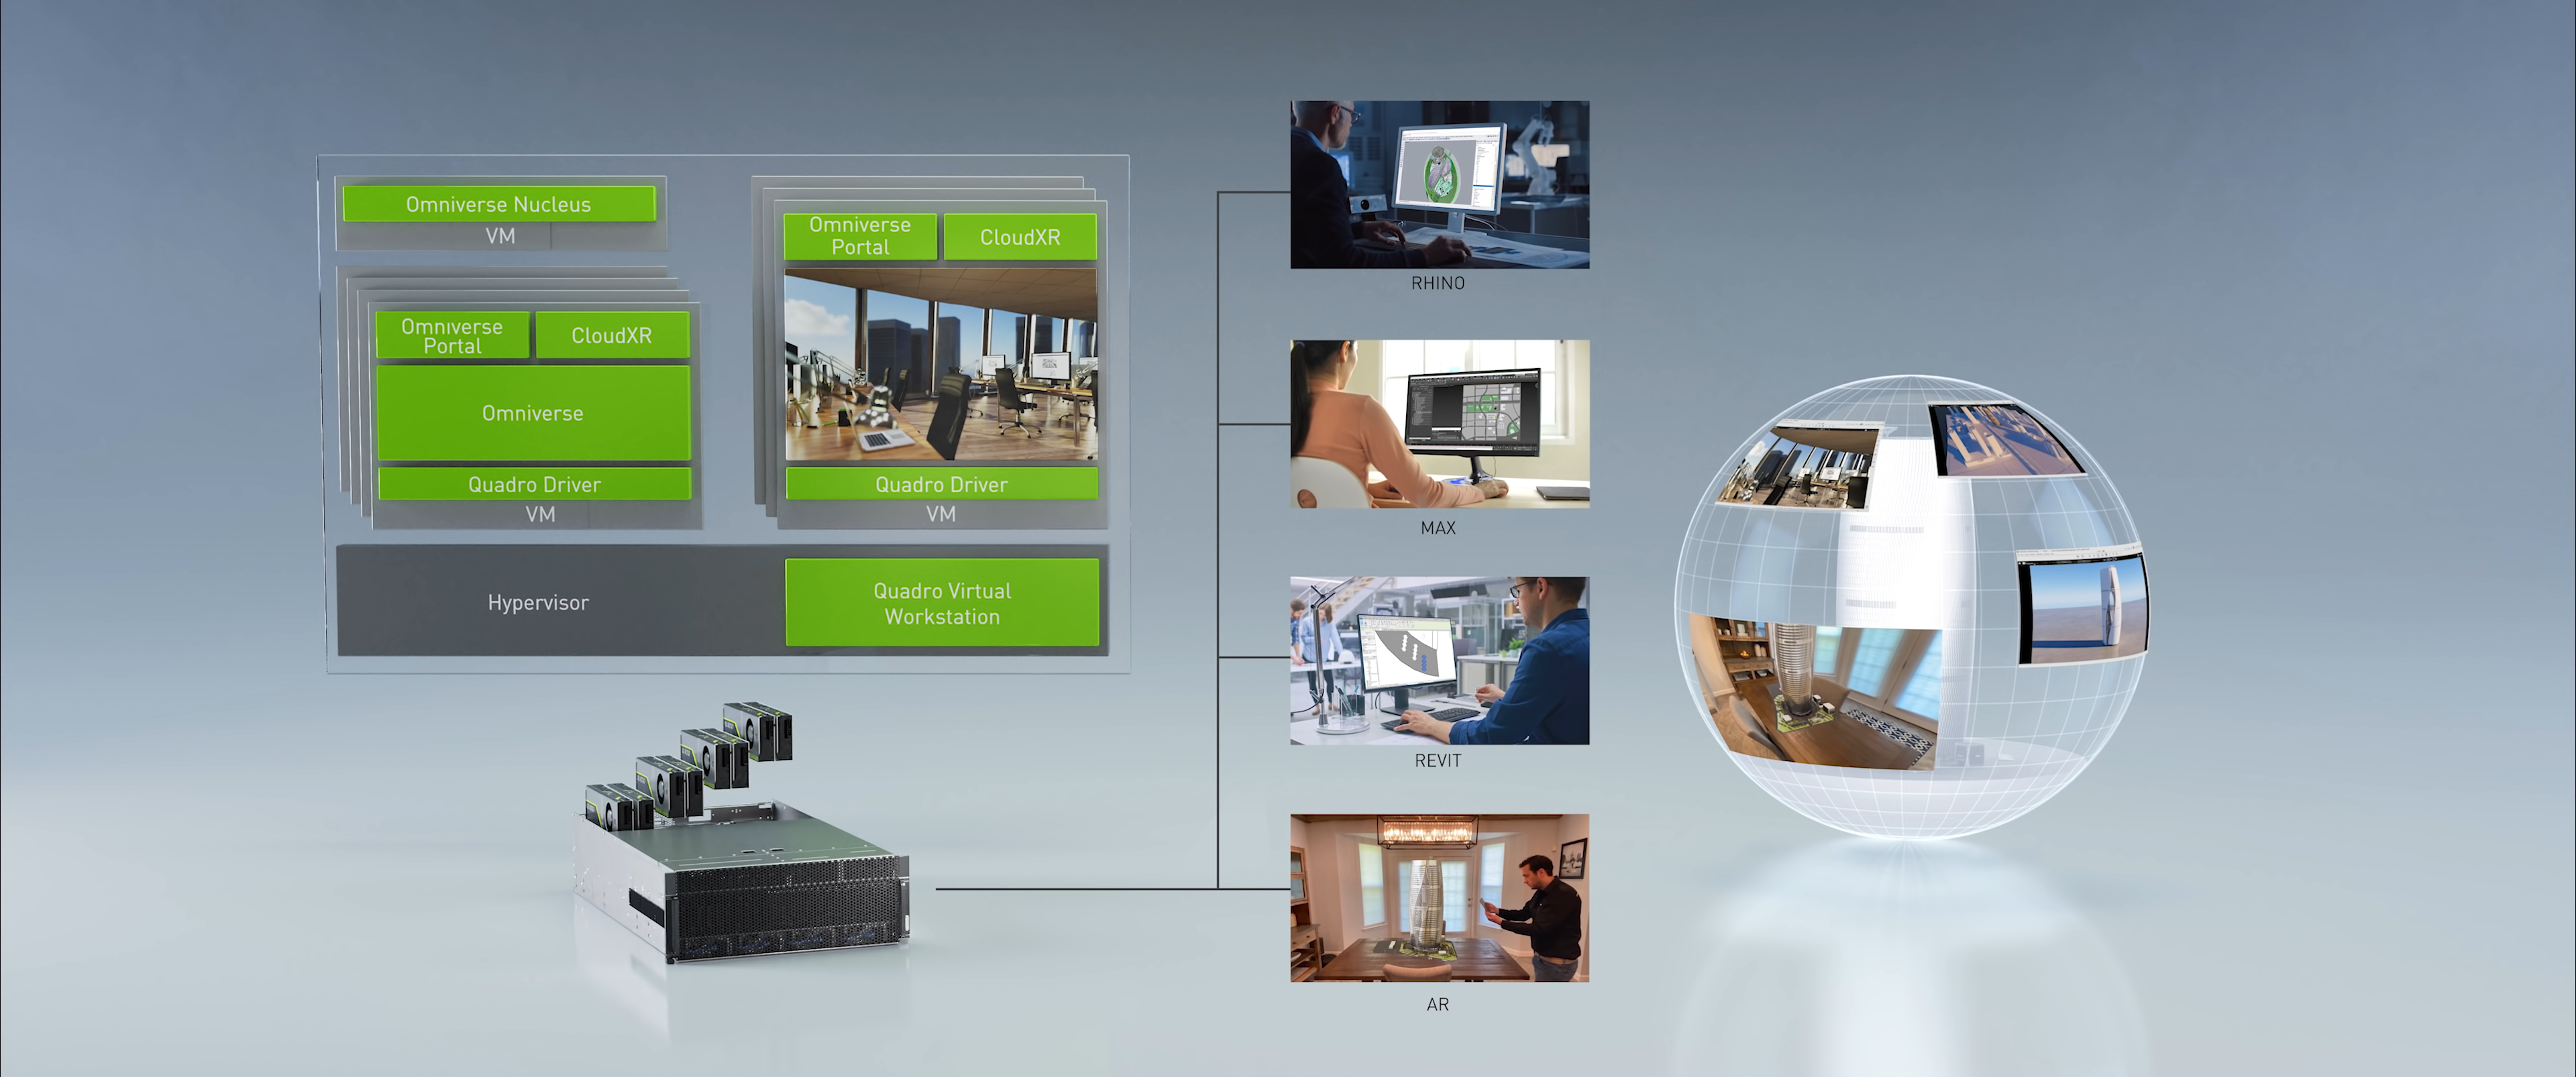 Omniverse Nucleus
VM
Omniverse
Portal
CloudXR
Omniverse
Quadro Driver
VM
Omniverse
Portal
CloudXR
Quadro Driver
VM
Hypervisor
Quadro Virtual
Workstation
RHINO
MAX
REVIT
AR